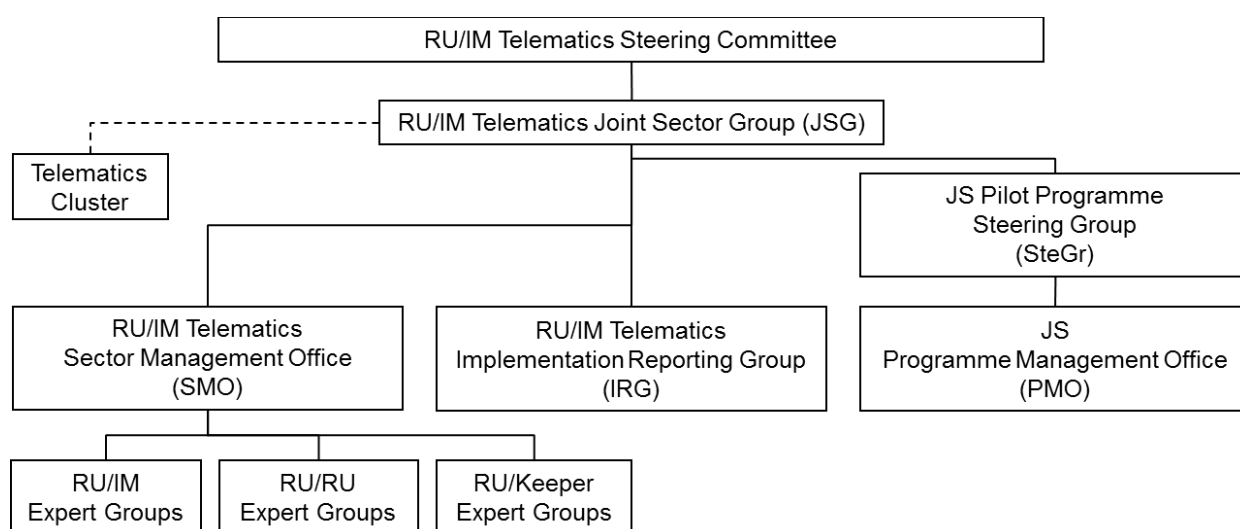 RU/IM Telematics Steering Committee
RU/IM Telematics Joint Sector Group (JSG)
Telematics
Cluster
JS Pilot Programme
Steering Group
(SteGr)
RU/IM Telematics
Sector Management Office
(SMO)
RU/IM Telematics
Implementation Reporting Group
(IRG)
JS
Programme Management Office
(PMO)
RU/IM
Expert Groups
RU/RU
Expert Groups
RU/Keeper
Expert Groups